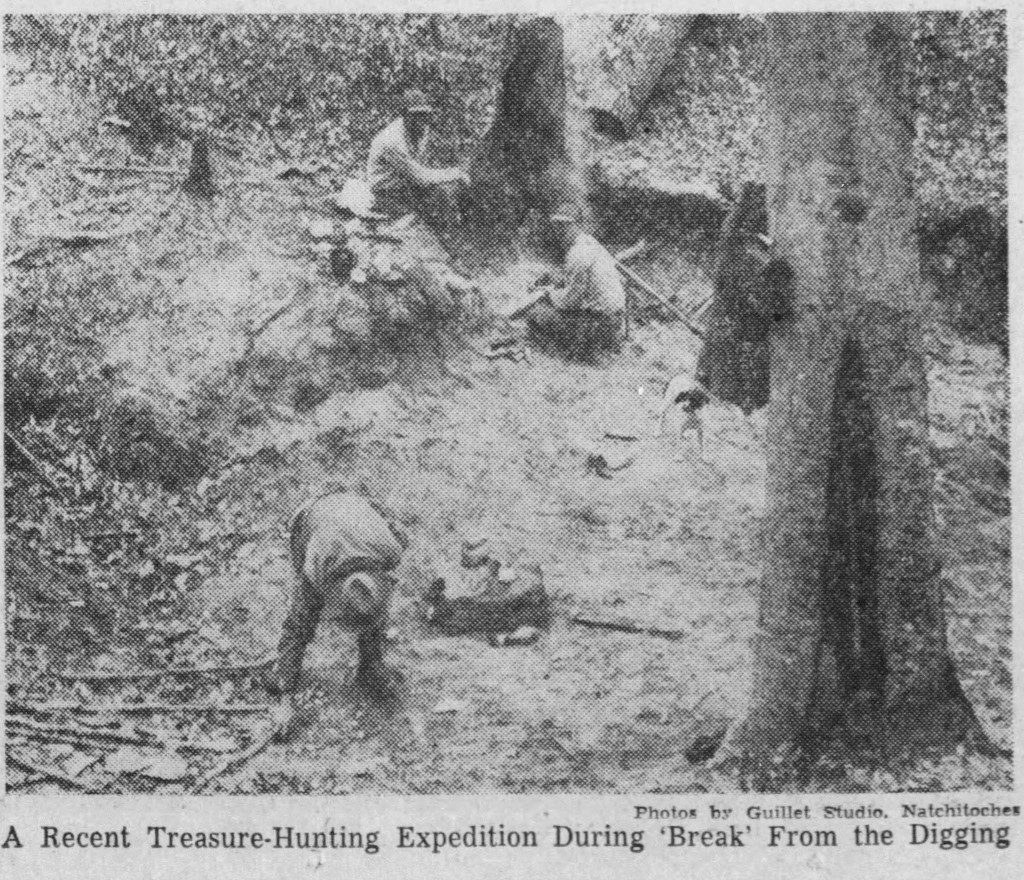 Photos by Guillet Studio, Natchitoches
A Recent Treasure-Hunting Expedition During 'Break' From the Digging